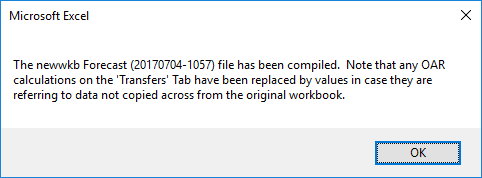 Microsoft Excel
The newwkb Forecast (20170704-1057) file has been compiled.  Note that any OAR
calculations on the 'Transfers' Tab have been replaced by values in case they are
referring to data not copied across from the original workbook.
OK